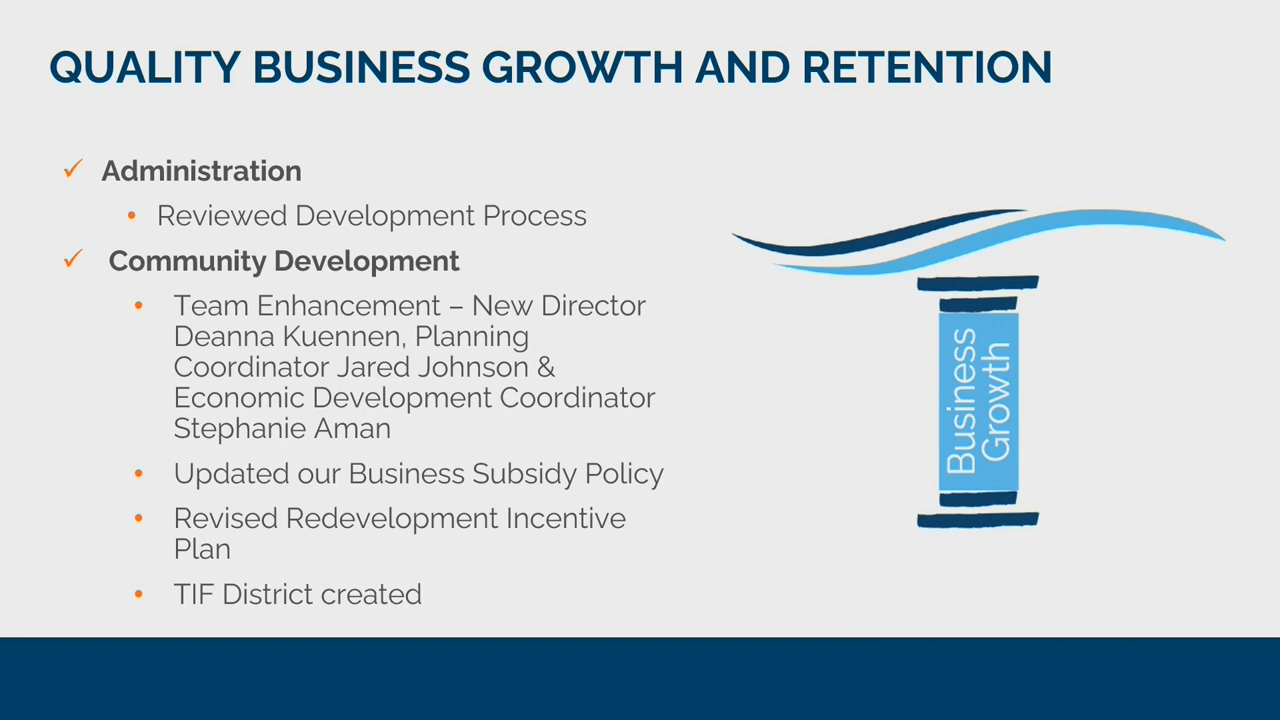 QUALITY BUSINESS GROWTH AND RETENTION
✓ Administration
• Reviewed Development Process
✓ Community Development
• Team Enhancement – New Director
Deanna Kuennen, Planning
Coordinator Jared Johnson &
Economic Development Coordinator
Stephanie Aman
• Updated our Business Subsidy Policy
• Revised Redevelopment Incentive
Plan
• TIF District created
Business
Growth